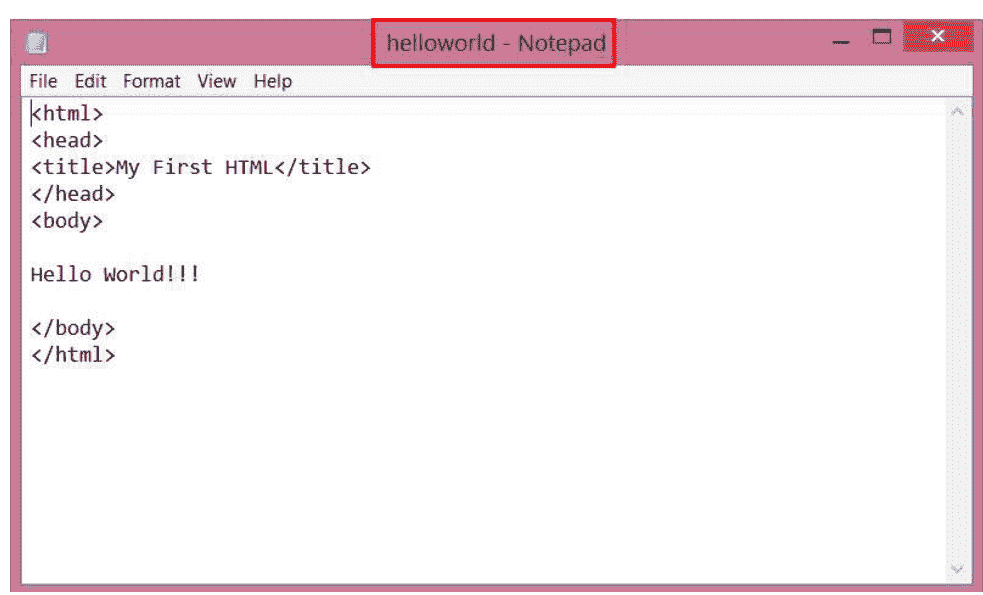 helloworld - Notepad
File Edit Format View Help
<html>
<head>
<title>My First HTML</title>
</head>
<body>
Hello World!!!
</body>
</html>